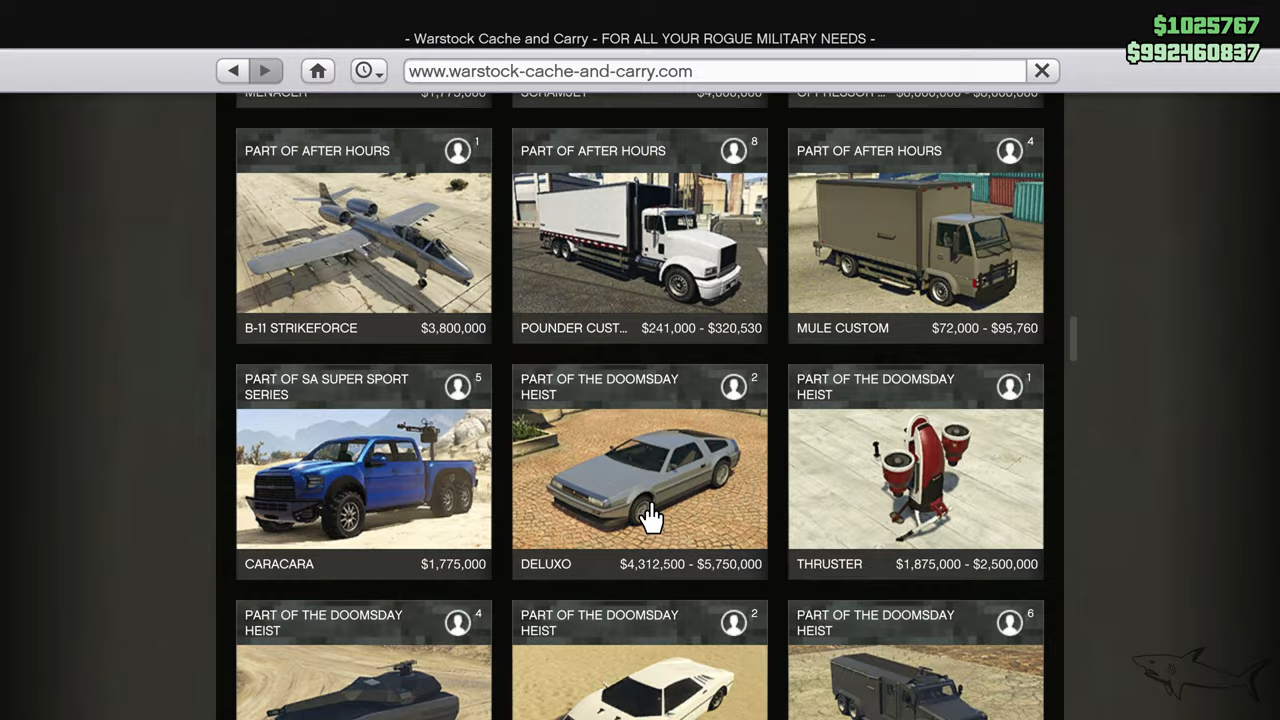 $1025767
- Warstock Cache and Carry - FOR ALL YOUR ROGUE MILITARY NEEDS -
$992460837
www.warstock-cache-and-carry.com
MENACER $1,775,000
SCRAMJET
PART OF AFTER HOURS 1
PART OF AFTER HOURS 8
PART OF AFTER HOURS 4
B-11 STRIKEFORCE $3,800,000
POUNDER CUST... $241,000 - $320,530
MULE CUSTOM $72,000 - $95,760
PART OF SA SUPER SPORT
SERIES 5
PART OF THE DOOMSDAY
HEIST 2
PART OF THE DOOMSDAY
HEIST 1
CARACARA $1,775,000
DELUXO $4,312,500 - $5,750,000
THRUSTER $1,875,000 - $2,500,000
PART OF THE DOOMSDAY
HEIST 4
PART OF THE DOOMSDAY
HEIST 2
PART OF THE DOOMSDAY
HEIST 6